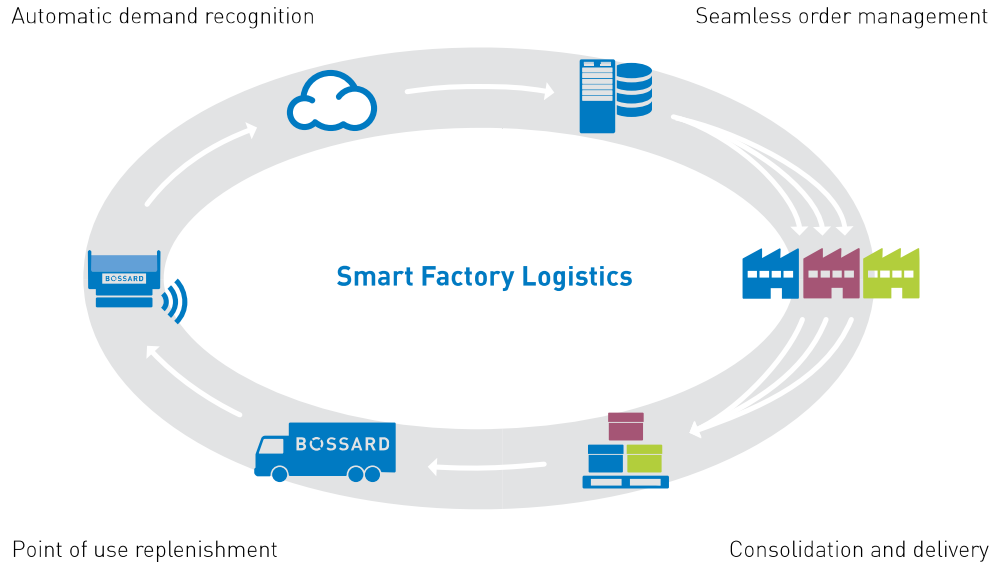 Automatic demand recognition
Seamless order management
BOSSARD
Smart Factory Logistics
BOSSARD
Point of use replenishment
Consolidation and delivery